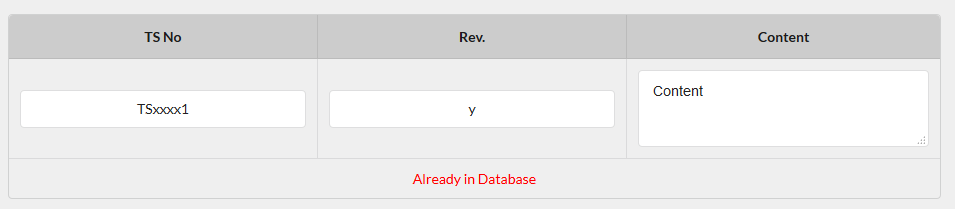 TS No Rev. Content
TSxxxx1 y Content
Already in Database